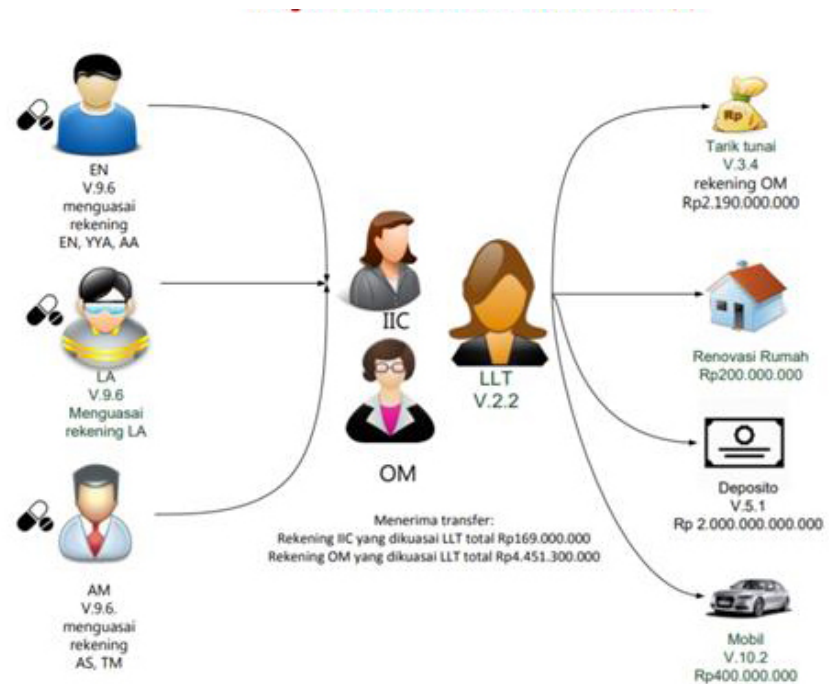 EN
V.9.6
menguasai
rekening
EN, YYA, AA
LA
V.9.6
Menguasai
rekening LA
AM
V.9.6.
menguasai
rekening
AS, TM
IIC
OM
LLT
V.2.2
Menerima transfer:
Rekening IIC yang dikuasai LLT total Rp169.000.000
Rekening OM yang dikuasai LLT total Rp4.451.300.000
Rp
Tarik tunai
V.3.4
rekening OM
Rp2.190.000.000
Renovasi Rumah
Rp200.000.000
Deposito
V.5.1
Rp 2.000.000.000.000
Mobil
V.10.2
Rp400.000.000